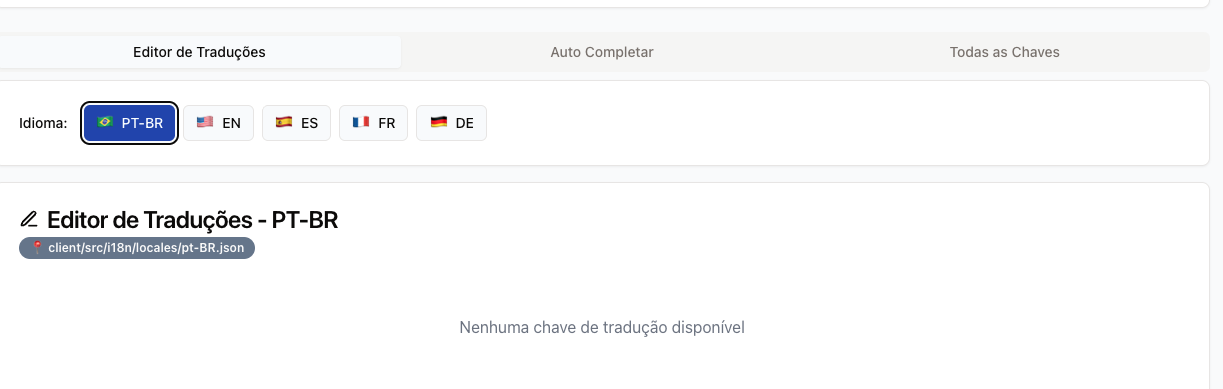 Editor de Traduções Auto Completar Todas as Chaves
Idioma: PT-BR EN ES FR DE
Editor de Traduções - PT-BR
client/src/i18n/locales/pt-BR.json
Nenhuma chave de tradução disponível